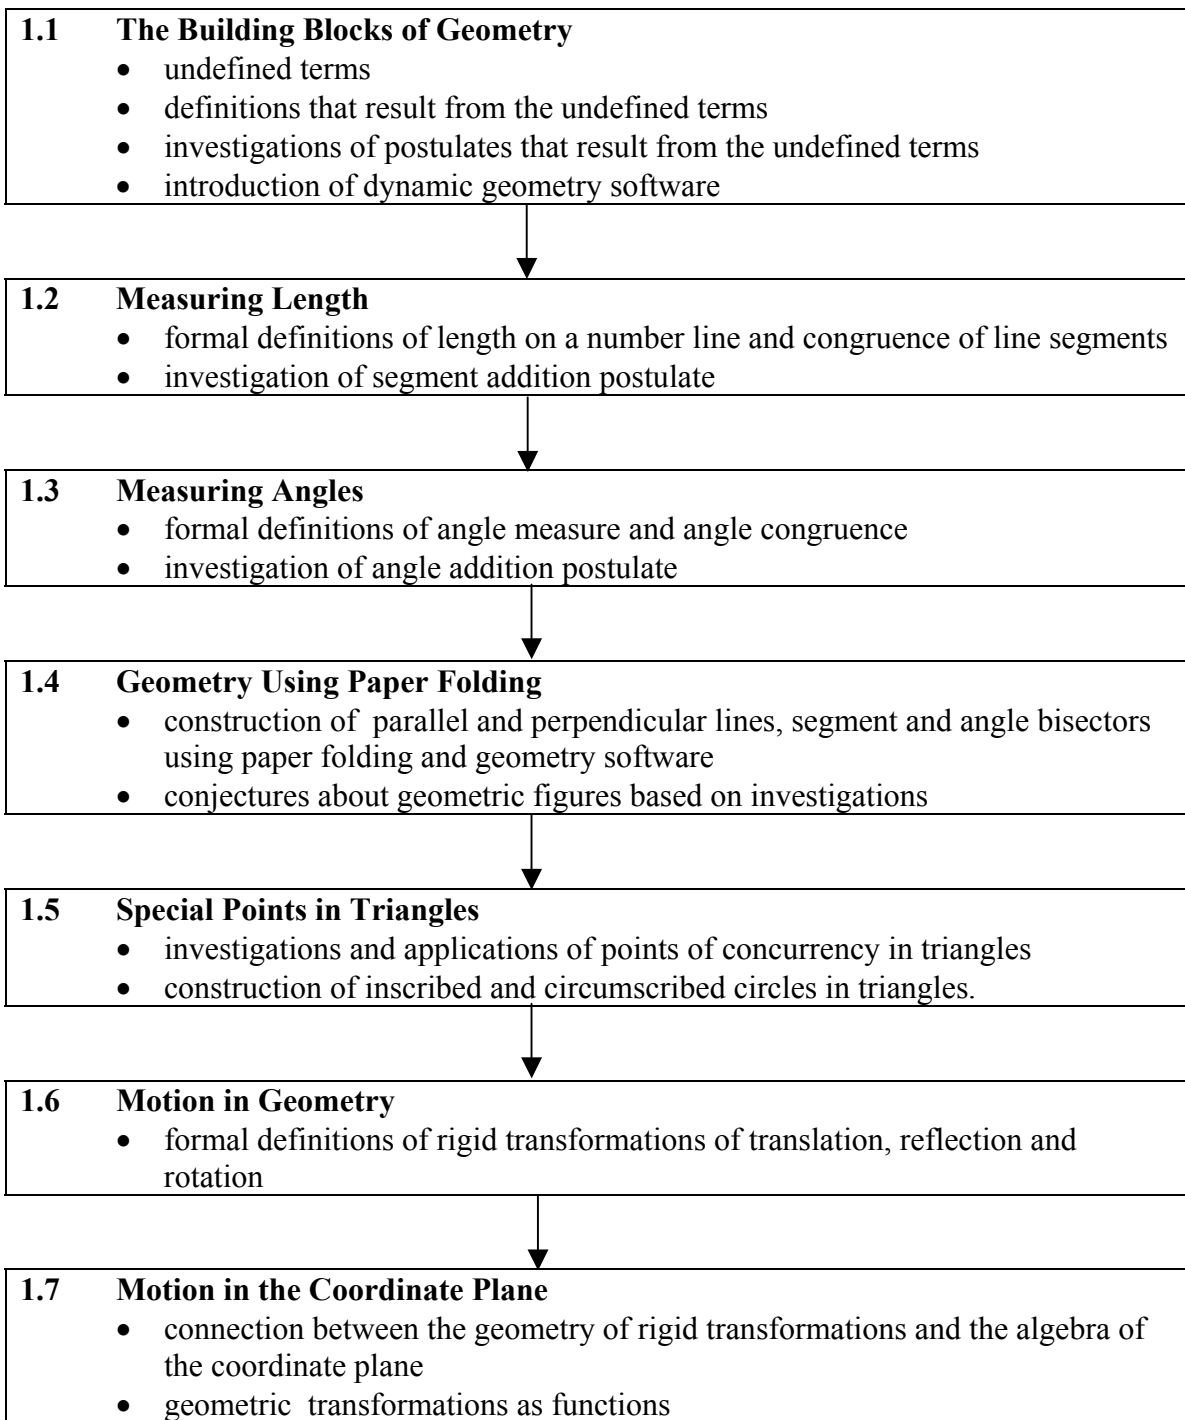 1.1 The Building Blocks of Geometry
• undefined terms
• definitions that result from the undefined terms
• investigations of postulates that result from the undefined terms
• introduction of dynamic geometry software
1.2 Measuring Length
• formal definitions of length on a number line and congruence of line segments
• investigation of segment addition postulate
1.3 Measuring Angles
• formal definitions of angle measure and angle congruence
• investigation of angle addition postulate
1.4 Geometry Using Paper Folding
• construction of parallel and perpendicular lines, segment and angle bisectors
using paper folding and geometry software
• conjectures about geometric figures based on investigations
1.5 Special Points in Triangles
• investigations and applications of points of concurrency in triangles
• construction of inscribed and circumscribed circles in triangles.
1.6 Motion in Geometry
• formal definitions of rigid transformations of translation, reflection and
rotation
1.7 Motion in the Coordinate Plane
• connection between the geometry of rigid transformations and the algebra of
the coordinate plane
• geometric transformations as functions